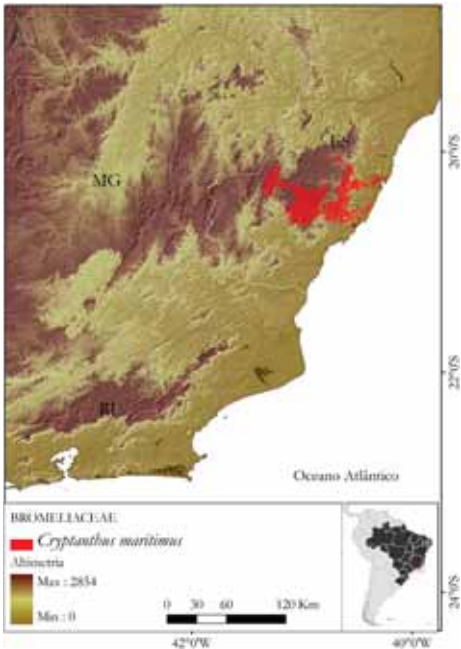 MG
ES
20°0'S
22°0'S
RJ
Oceano Atlântico
BROMELIACEAE
Cryptanthus maritimus
Altimetria
Max : 2854
Min : 0
0 30 60 120 Km
24°0'S
42°0'W 40°0'W